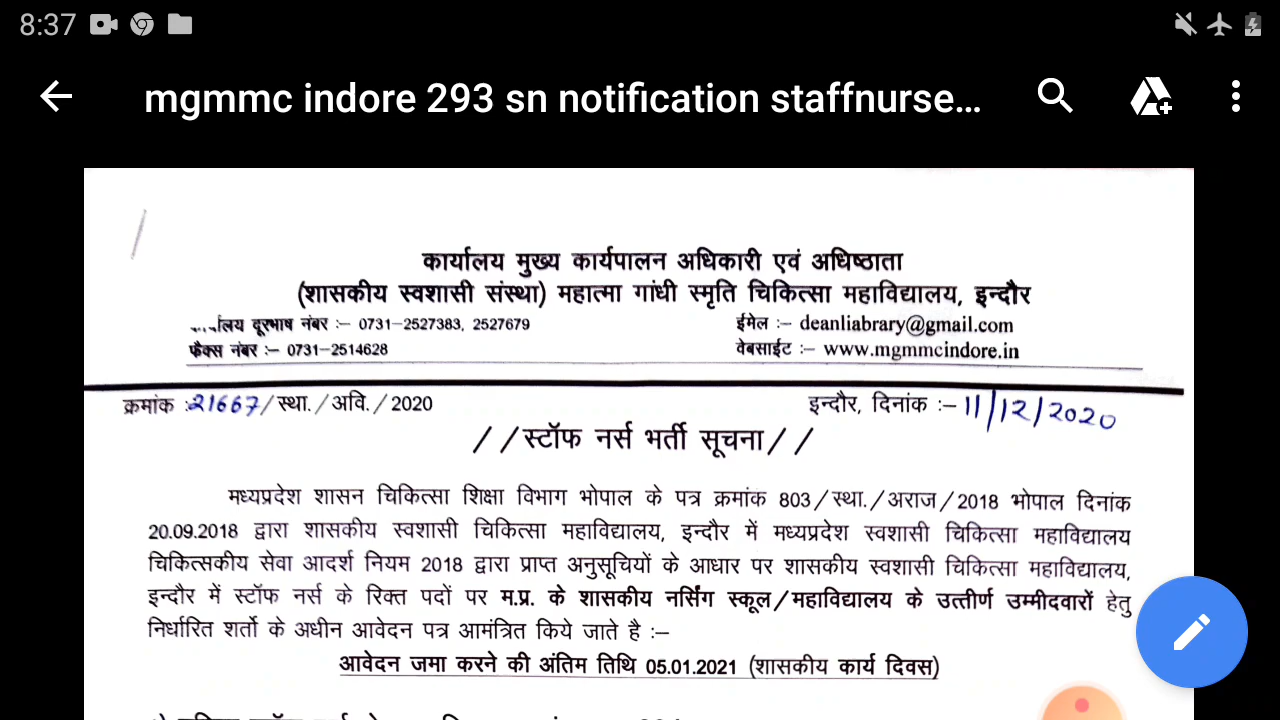 8:37
mgmmc indore 293 sn notification staffnurse...
कार्यालय मुख्य कार्यपालन अधिकारी एवं अधिष्ठाता
(शासकीय स्वशासी संस्था) महात्मा गांधी स्मृति चिकित्सा महाविद्यालय, इन्दौर
दूरभाष नंबर :– 0731–2527383, 2527679 ईमेल :– deanliabrary@gmail.com
फैक्स नंबर :– 0731–2514628 वेबसाईट :– www.mgmmcindore.in
क्रमांक :21667/स्था./अवि./2020 इन्दौर, दिनांक :–11/12/2020
//स्टॉफ नर्स भर्ती सूचना//
मध्यप्रदेश शासन चिकित्सा शिक्षा विभाग भोपाल के पत्र क्रमांक 803/स्था./अराज/2018 भोपाल दिनांक
20.09.2018 द्वारा शासकीय स्वशासी चिकित्सा महाविद्यालय, इन्दौर में मध्यप्रदेश स्वशासी चिकित्सा महाविद्यालय
चिकित्सकीय सेवा आदर्श नियम 2018 द्वारा प्राप्त अनुसूचियों के आधार पर शासकीय स्वशासी चिकित्सा महाविद्यालय,
इन्दौर में स्टॉफ नर्स के रिक्त पदों पर म.प्र. के शासकीय नर्सिंग स्कूल/महाविद्यालय के उत्तीर्ण उम्मीदवारों हेतु
निर्धारित शर्तो के अधीन आवेदन पत्र आमंत्रित किये जाते है :–
आवेदन जमा करने की अंतिम तिथि 05.01.2021 (शासकीय कार्य दिवस)